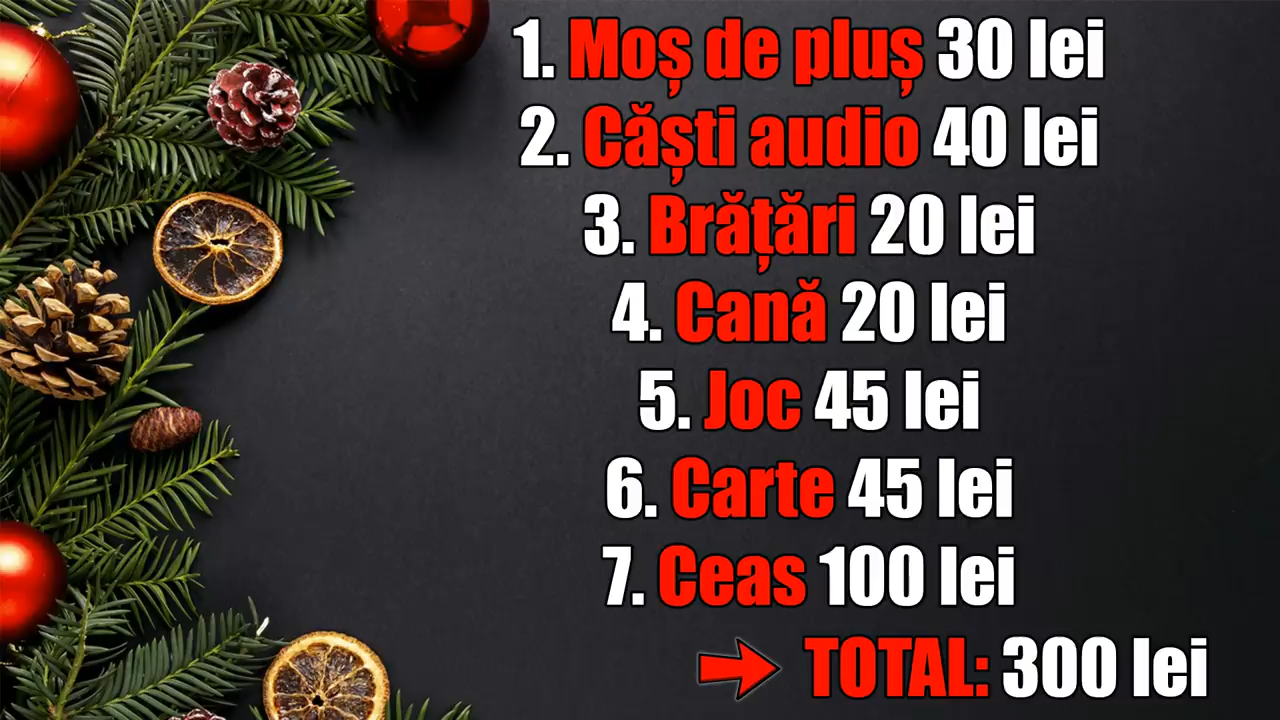 1. Moș de pluș 30 lei
2. Căști audio 40 lei
3. Brățări 20 lei
4. Cană 20 lei
5. Joc 45 lei
6. Carte 45 lei
7. Ceas 100 lei
TOTAL: 300 lei